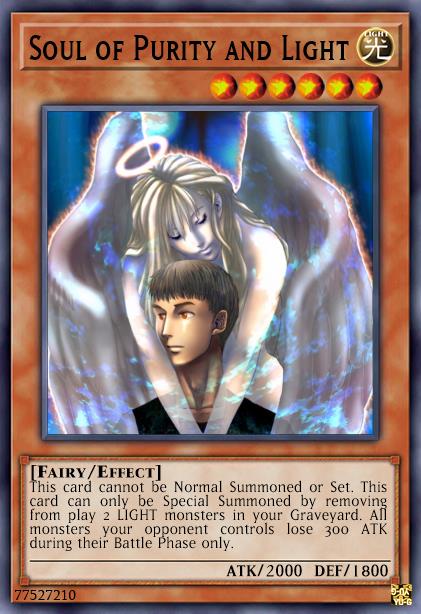 Soul of Purity and Light
LIGHT
光
[Fairy/Effect]
This card cannot be Normal Summoned or Set. This
card can only be Special Summoned by removing
from play 2 LIGHT monsters in your Graveyard. All
monsters your opponent controls lose 300 ATK
during their Battle Phase only.
ATK/2000 DEF/1800
77527210